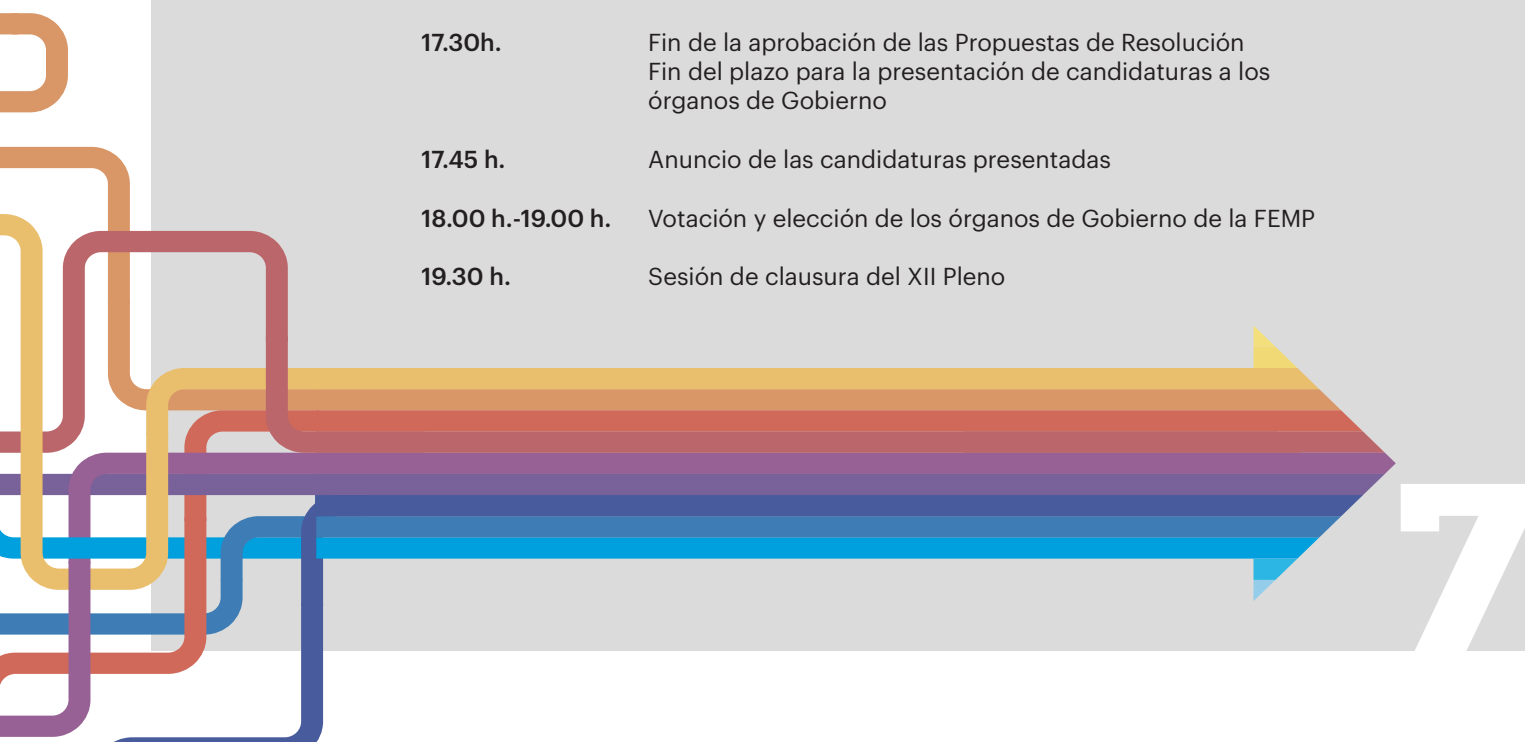 17.30h. Fin de la aprobación de las Propuestas de Resolución
Fin del plazo para la presentación de candidaturas a los
órganos de Gobierno
17.45 h. Anuncio de las candidaturas presentadas
18.00 h.-19.00 h. Votación y elección de los órganos de Gobierno de la FEMP
19.30 h. Sesión de clausura del XII Pleno
7